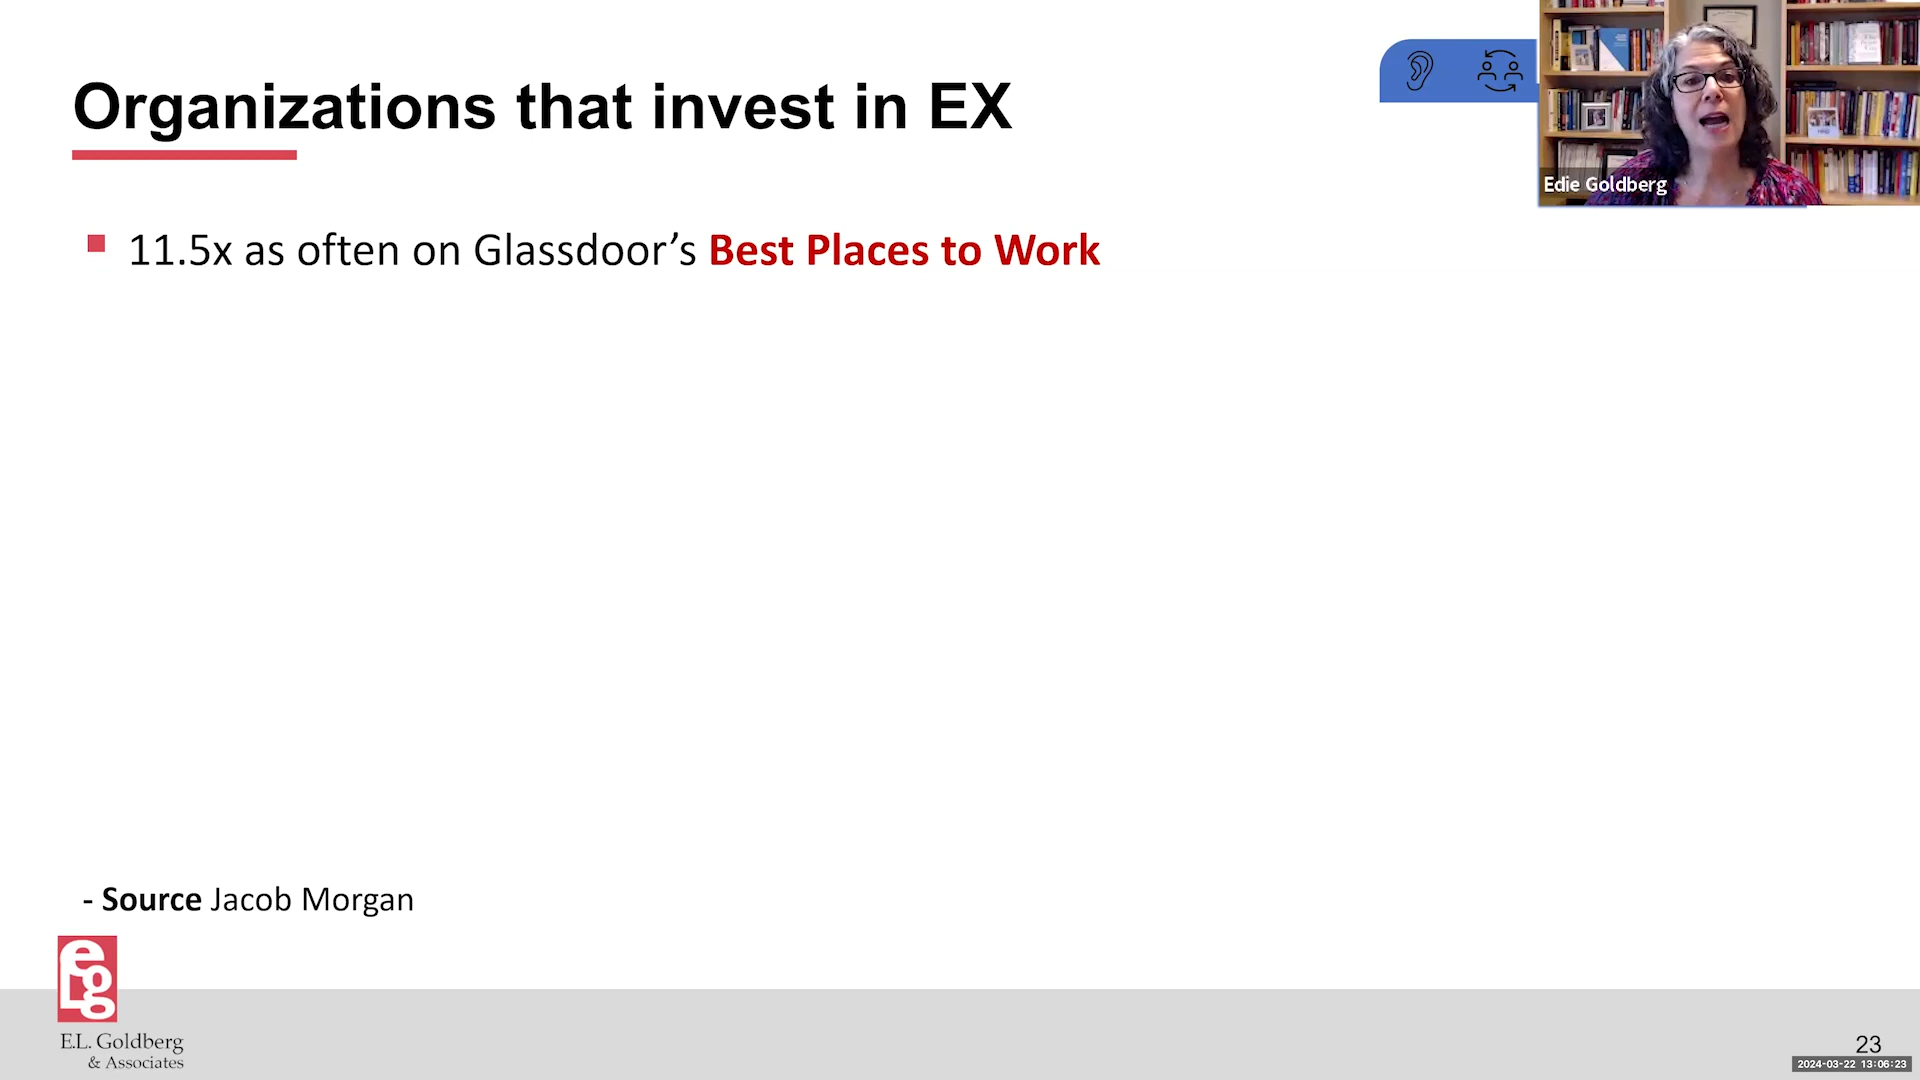 Organizations that invest in EX
Edie Goldberg
11.5x as often on Glassdoor’s Best Places to Work
- Source Jacob Morgan
eLgg
E.L. Goldberg
& Associates
23
2024-03-22 13:06:23